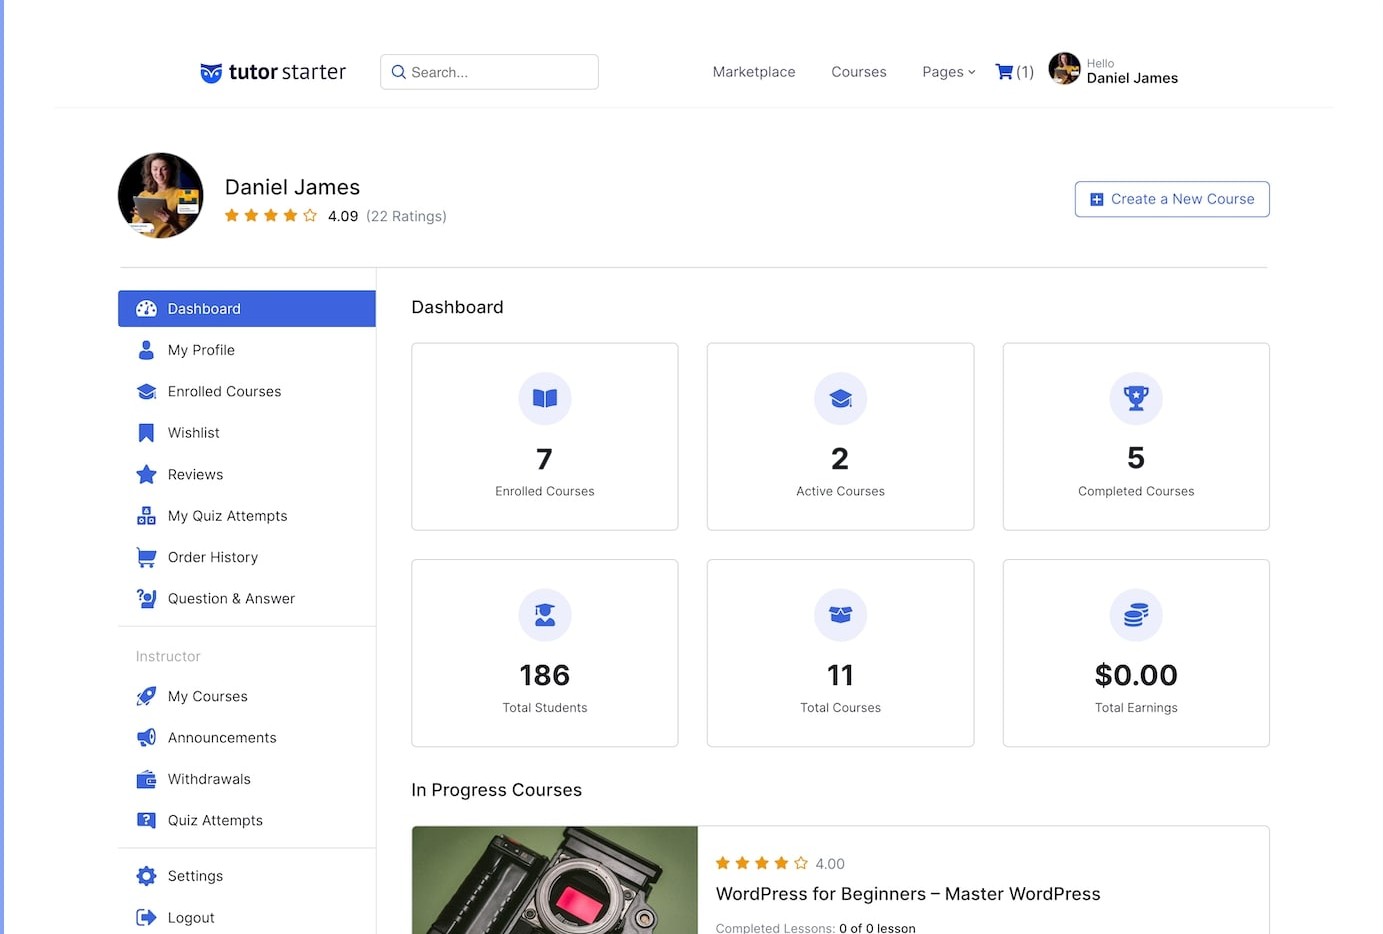 tutor starter
Search...
Marketplace
Courses
Pages
(1)
Hello
Daniel James
Daniel James
4.09 (22 Ratings)
Create a New Course
Dashboard
My Profile
Enrolled Courses
Wishlist
Reviews
My Quiz Attempts
Order History
Question & Answer
Instructor
My Courses
Announcements
Withdrawals
Quiz Attempts
Settings
Logout
Dashboard
7
Enrolled Courses
2
Active Courses
5
Completed Courses
186
Total Students
11
Total Courses
$0.00
Total Earnings
In Progress Courses
4.00
WordPress for Beginners – Master WordPress
Completed Lessons: 0 of 0 lesson